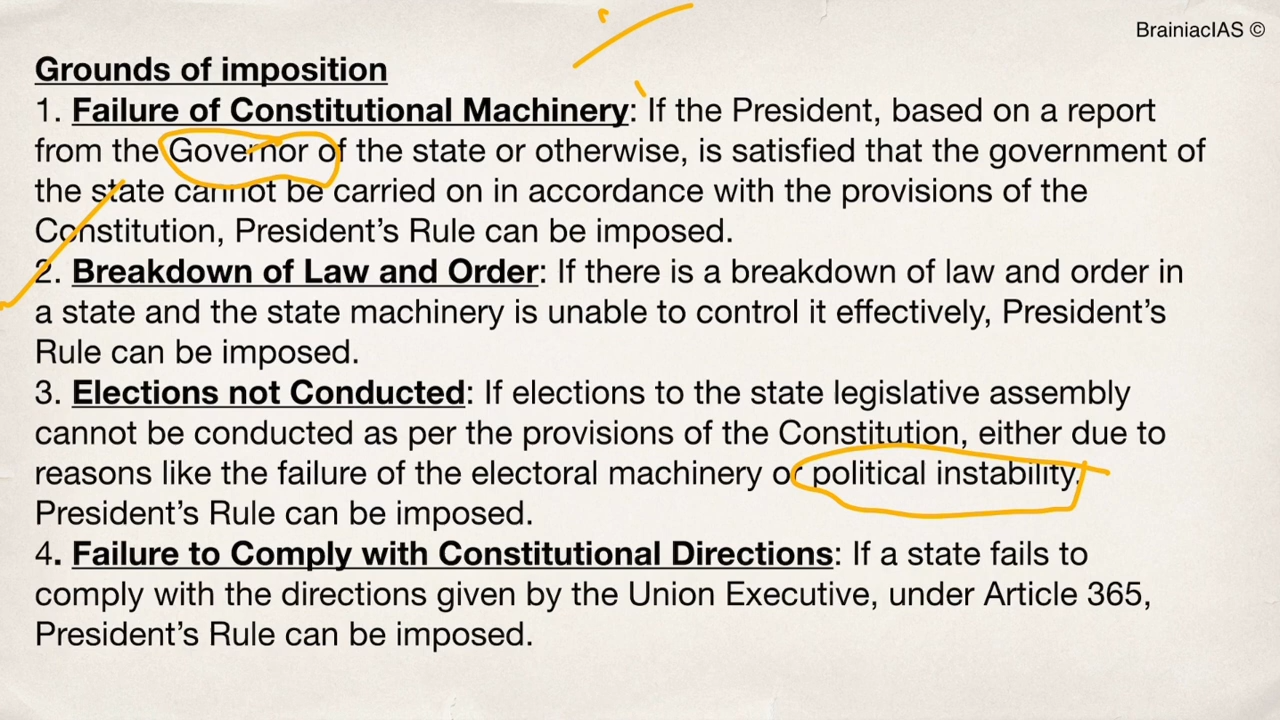 BrainiacIAS ©
Grounds of imposition
1. Failure of Constitutional Machinery: If the President, based on a report
from the Governor of the state or otherwise, is satisfied that the government of
the state cannot be carried on in accordance with the provisions of the
Constitution, President’s Rule can be imposed.
2. Breakdown of Law and Order: If there is a breakdown of law and order in
a state and the state machinery is unable to control it effectively, President’s
Rule can be imposed.
3. Elections not Conducted: If elections to the state legislative assembly
cannot be conducted as per the provisions of the Constitution, either due to
reasons like the failure of the electoral machinery or political instability,
President’s Rule can be imposed.
4. Failure to Comply with Constitutional Directions: If a state fails to
comply with the directions given by the Union Executive, under Article 365,
President’s Rule can be imposed.